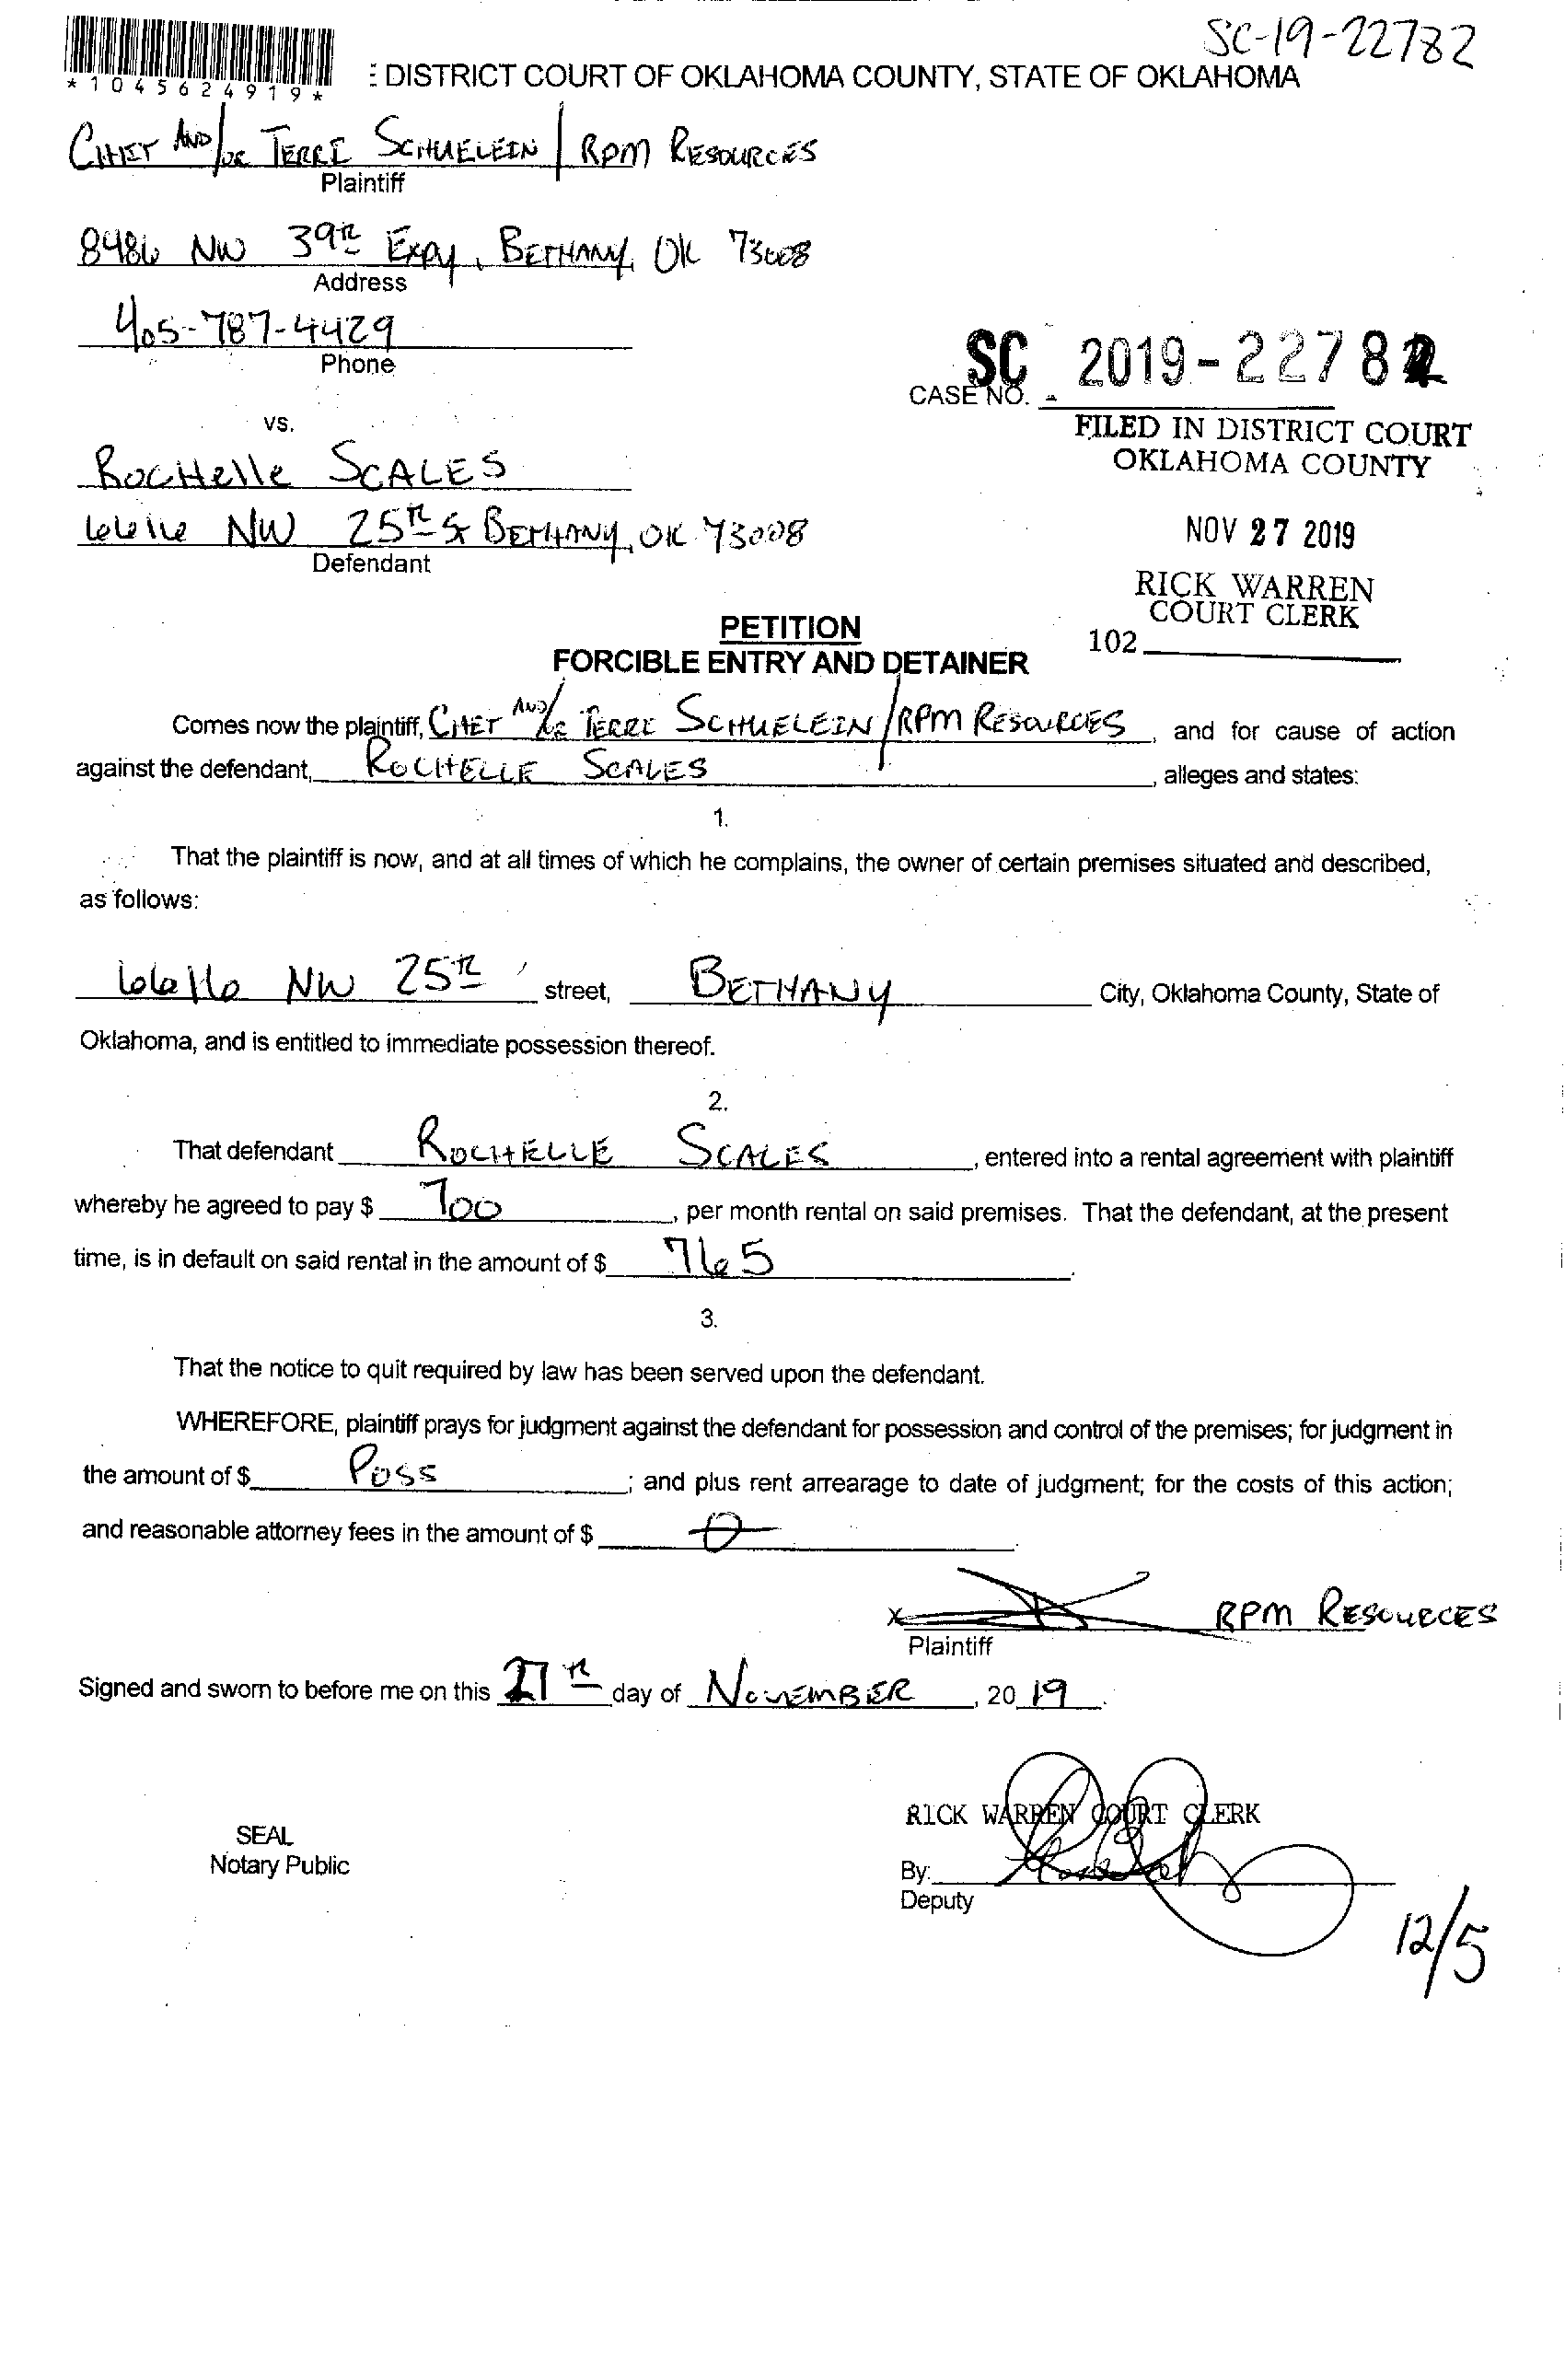 SC-19-22782
*1045624919*
E DISTRICT COURT OF OKLAHOMA COUNTY, STATE OF OKLAHOMA
CHET AND/OR TERRI SCHUELEIN / RPM RESOURCES
Plaintiff
8486 NW 39TH EXPY, BETHANY, OK 73008
Address
405-787-4429
Phone
SC 2019-22782
CASE NO.
vs.
FILED IN DISTRICT COURT
OKLAHOMA COUNTY
ROCHelle SCALES
6616 NW 25TH St BETHANY, OK 73008
Defendant
NOV 27 2019
RICK WARREN
COURT CLERK
102
PETITION
FORCIBLE ENTRY AND DETAINER
Comes now the plaintiff, CHET AND/OR TERRI SCHUELEIN / RPM RESOURCES, and for cause of action
against the defendant, ROCHELLE SCALES, alleges and states:
1.
That the plaintiff is now, and at all times of which he complains, the owner of certain premises situated and described,
as follows:
6616 NW 25TH street, BETHANY City, Oklahoma County, State of
Oklahoma, and is entitled to immediate possession thereof.
2.
That defendant ROCHELLE SCALES, entered into a rental agreement with plaintiff
whereby he agreed to pay $ 700, per month rental on said premises. That the defendant, at the present
time, is in default on said rental in the amount of $ 765.
3.
That the notice to quit required by law has been served upon the defendant.
WHEREFORE, plaintiff prays for judgment against the defendant for possession and control of the premises; for judgment in
the amount of $ POSS; and plus rent arrearage to date of judgment; for the costs of this action;
and reasonable attorney fees in the amount of $ 0.
X RPM RESOURCES
Plaintiff
Signed and sworn to before me on this 27TH day of NOVEMBER, 2019.
RICK WARREN COURT CLERK
SEAL
Notary Public
By:
Deputy
12/5